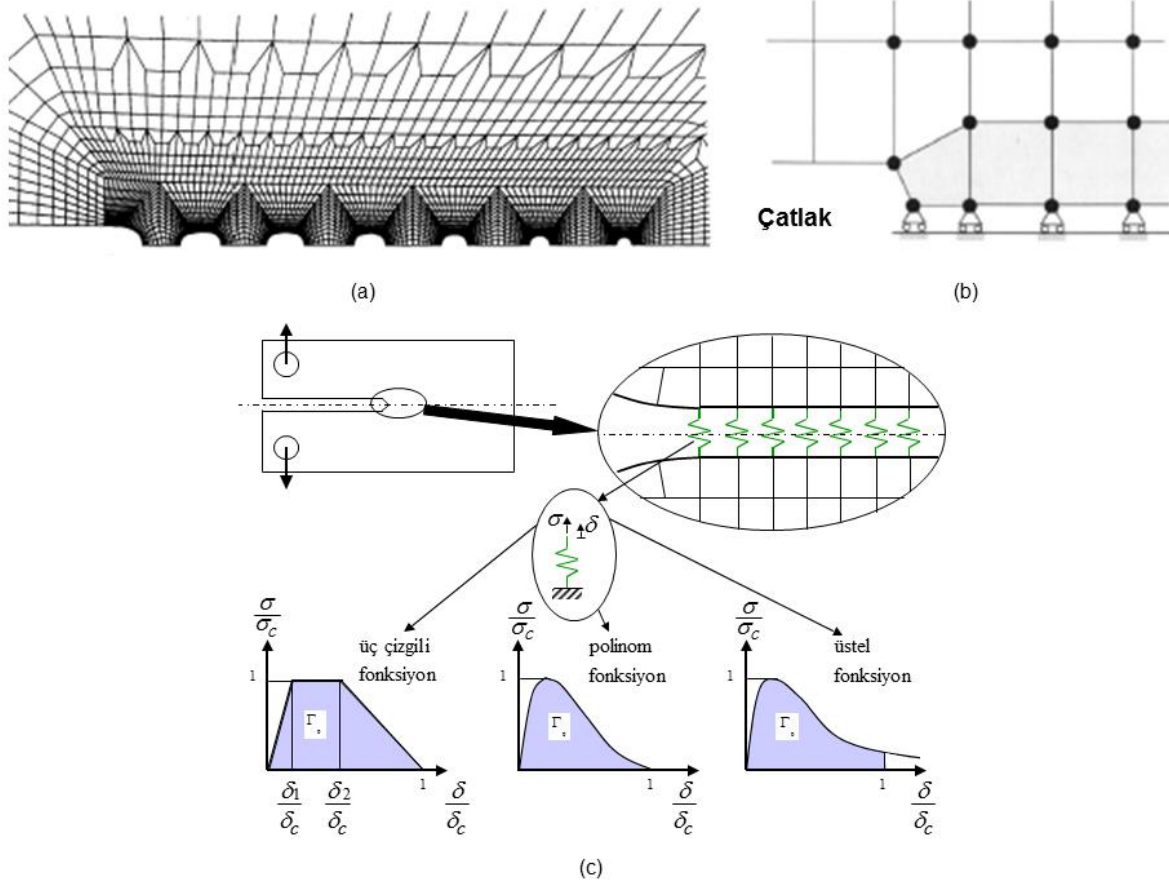 Çatlak
(a)
(b)
σ δ
σ/σc
üç çizgili
fonksiyon
1
Γo
δ1/δc
δ2/δc
1
δ/δc
σ/σc
polinom
fonksiyon
1
Γo
1
δ/δc
σ/σc
üstel
fonksiyon
1
Γo
1
δ/δc
(c)